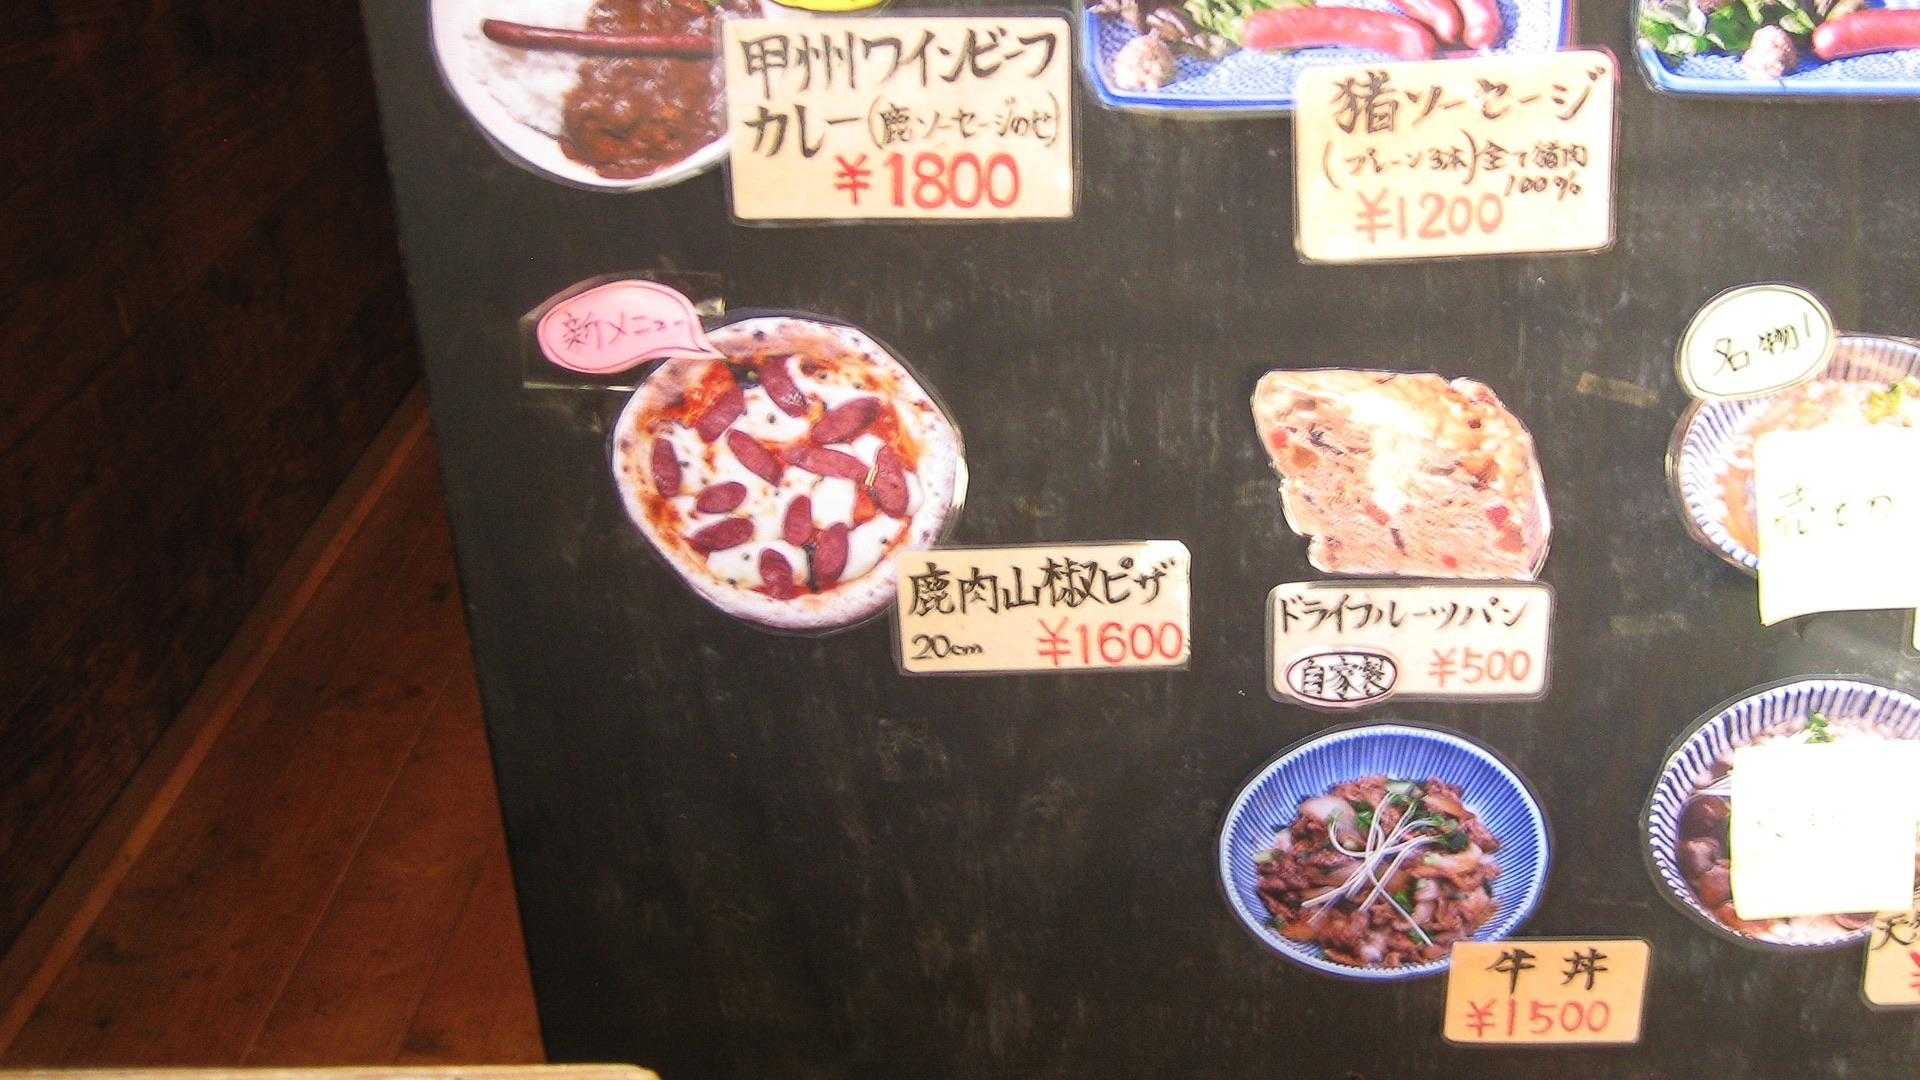 甲州ワインビーフ
カレー(鹿ソーセージのせ)
¥1800
猪ソーセージ
(プレーン3本)全て猪肉
100%
¥1200
新メニュー
鹿肉山椒ピザ
20cm ¥1600
ドライフルーツパン
自家製 ¥500
名物!
牛丼
¥1500